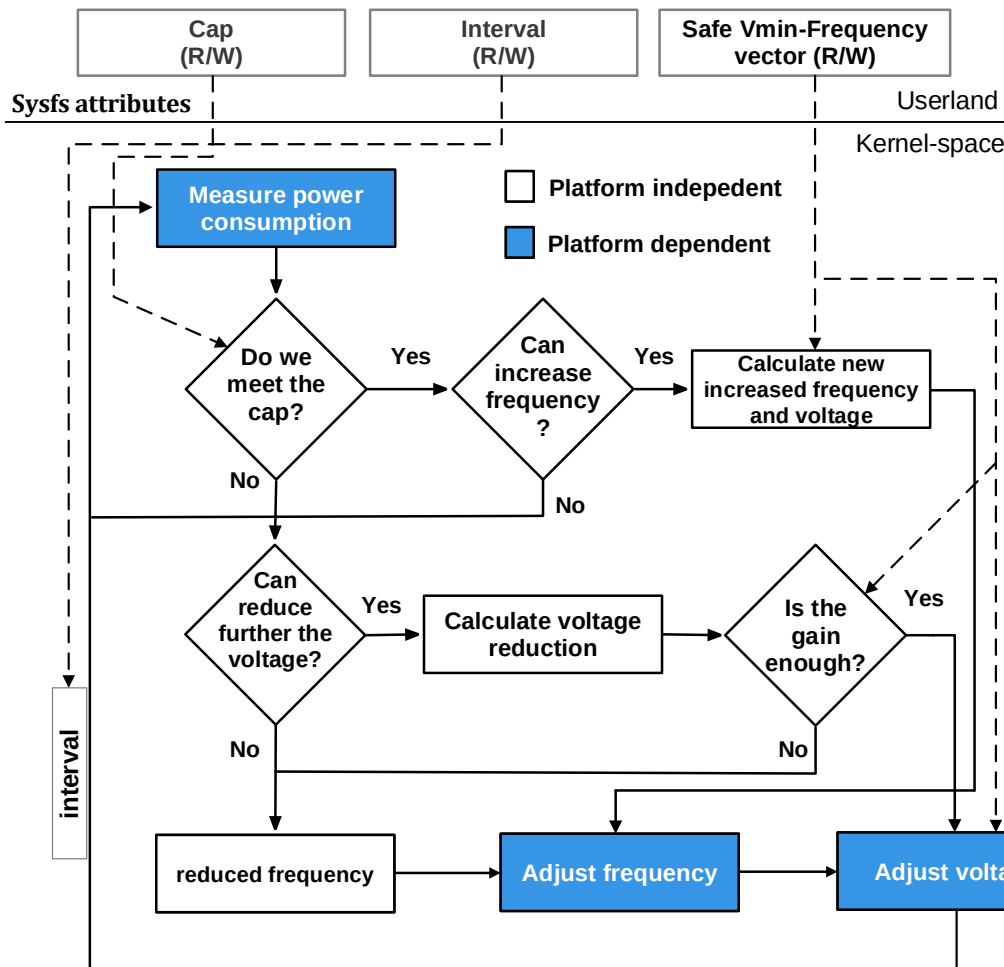 Cap
(R/W)
Interval
(R/W)
Safe Vmin-Frequency
vector (R/W)
Sysfs attributes
Userland
Kernel-space
Measure power
consumption
Platform indepedent
Platform dependent
Do we
meet the
cap?
Yes
Can
increase
frequency
?
Yes
Calculate new
increased frequency
and voltage
No
No
Can
reduce
further the
voltage?
Yes
Calculate voltage
reduction
Is the
gain
enough?
Yes
No
No
interval
reduced frequency
Adjust frequency
Adjust volta